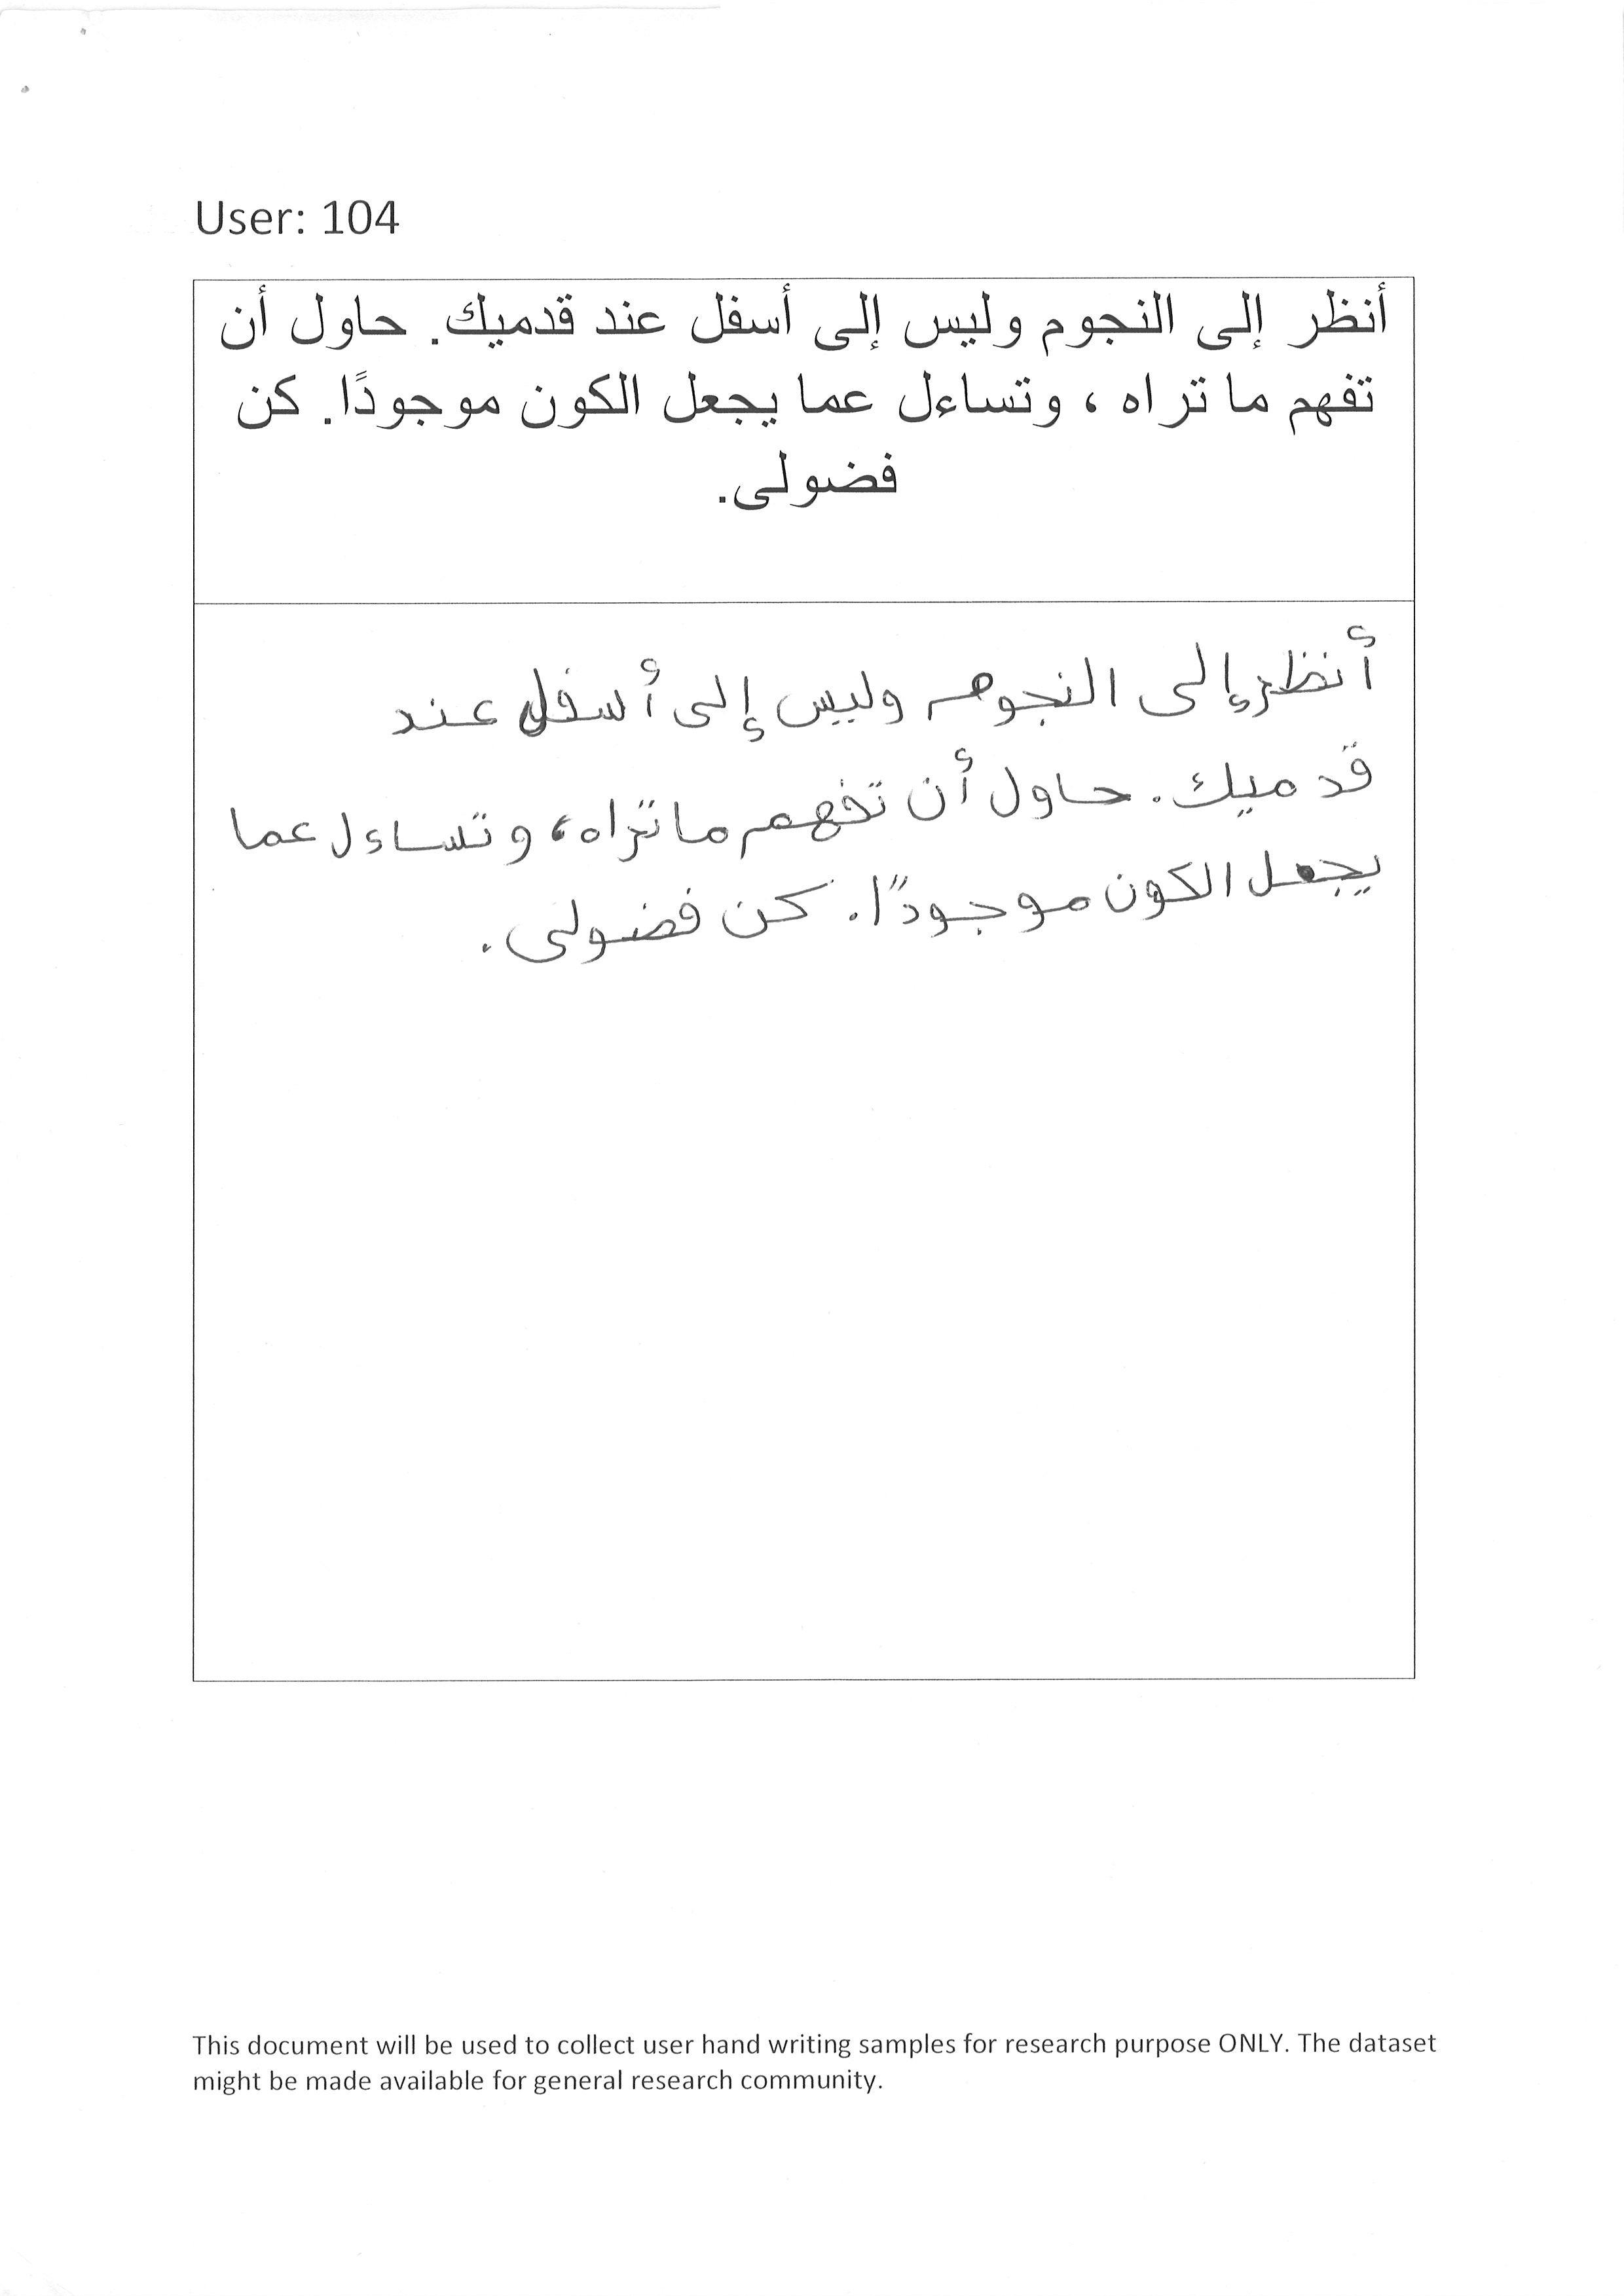 User: 104
أنظر إلى النجوم وليس إلى أسفل عند قدميك. حاول أن
تفهم ما تراه ، وتساءل عما يجعل الكون موجودًا. كن
فضولى.
أنظر إلى النجوم وليس إلى أسفل عند
قدميك. حاول أن تفهم ما تراه، وتساءل عما
يجعل الكون موجودًا. كن فضولى.
This document will be used to collect user hand writing samples for research purpose ONLY. The dataset
might be made available for general research community.